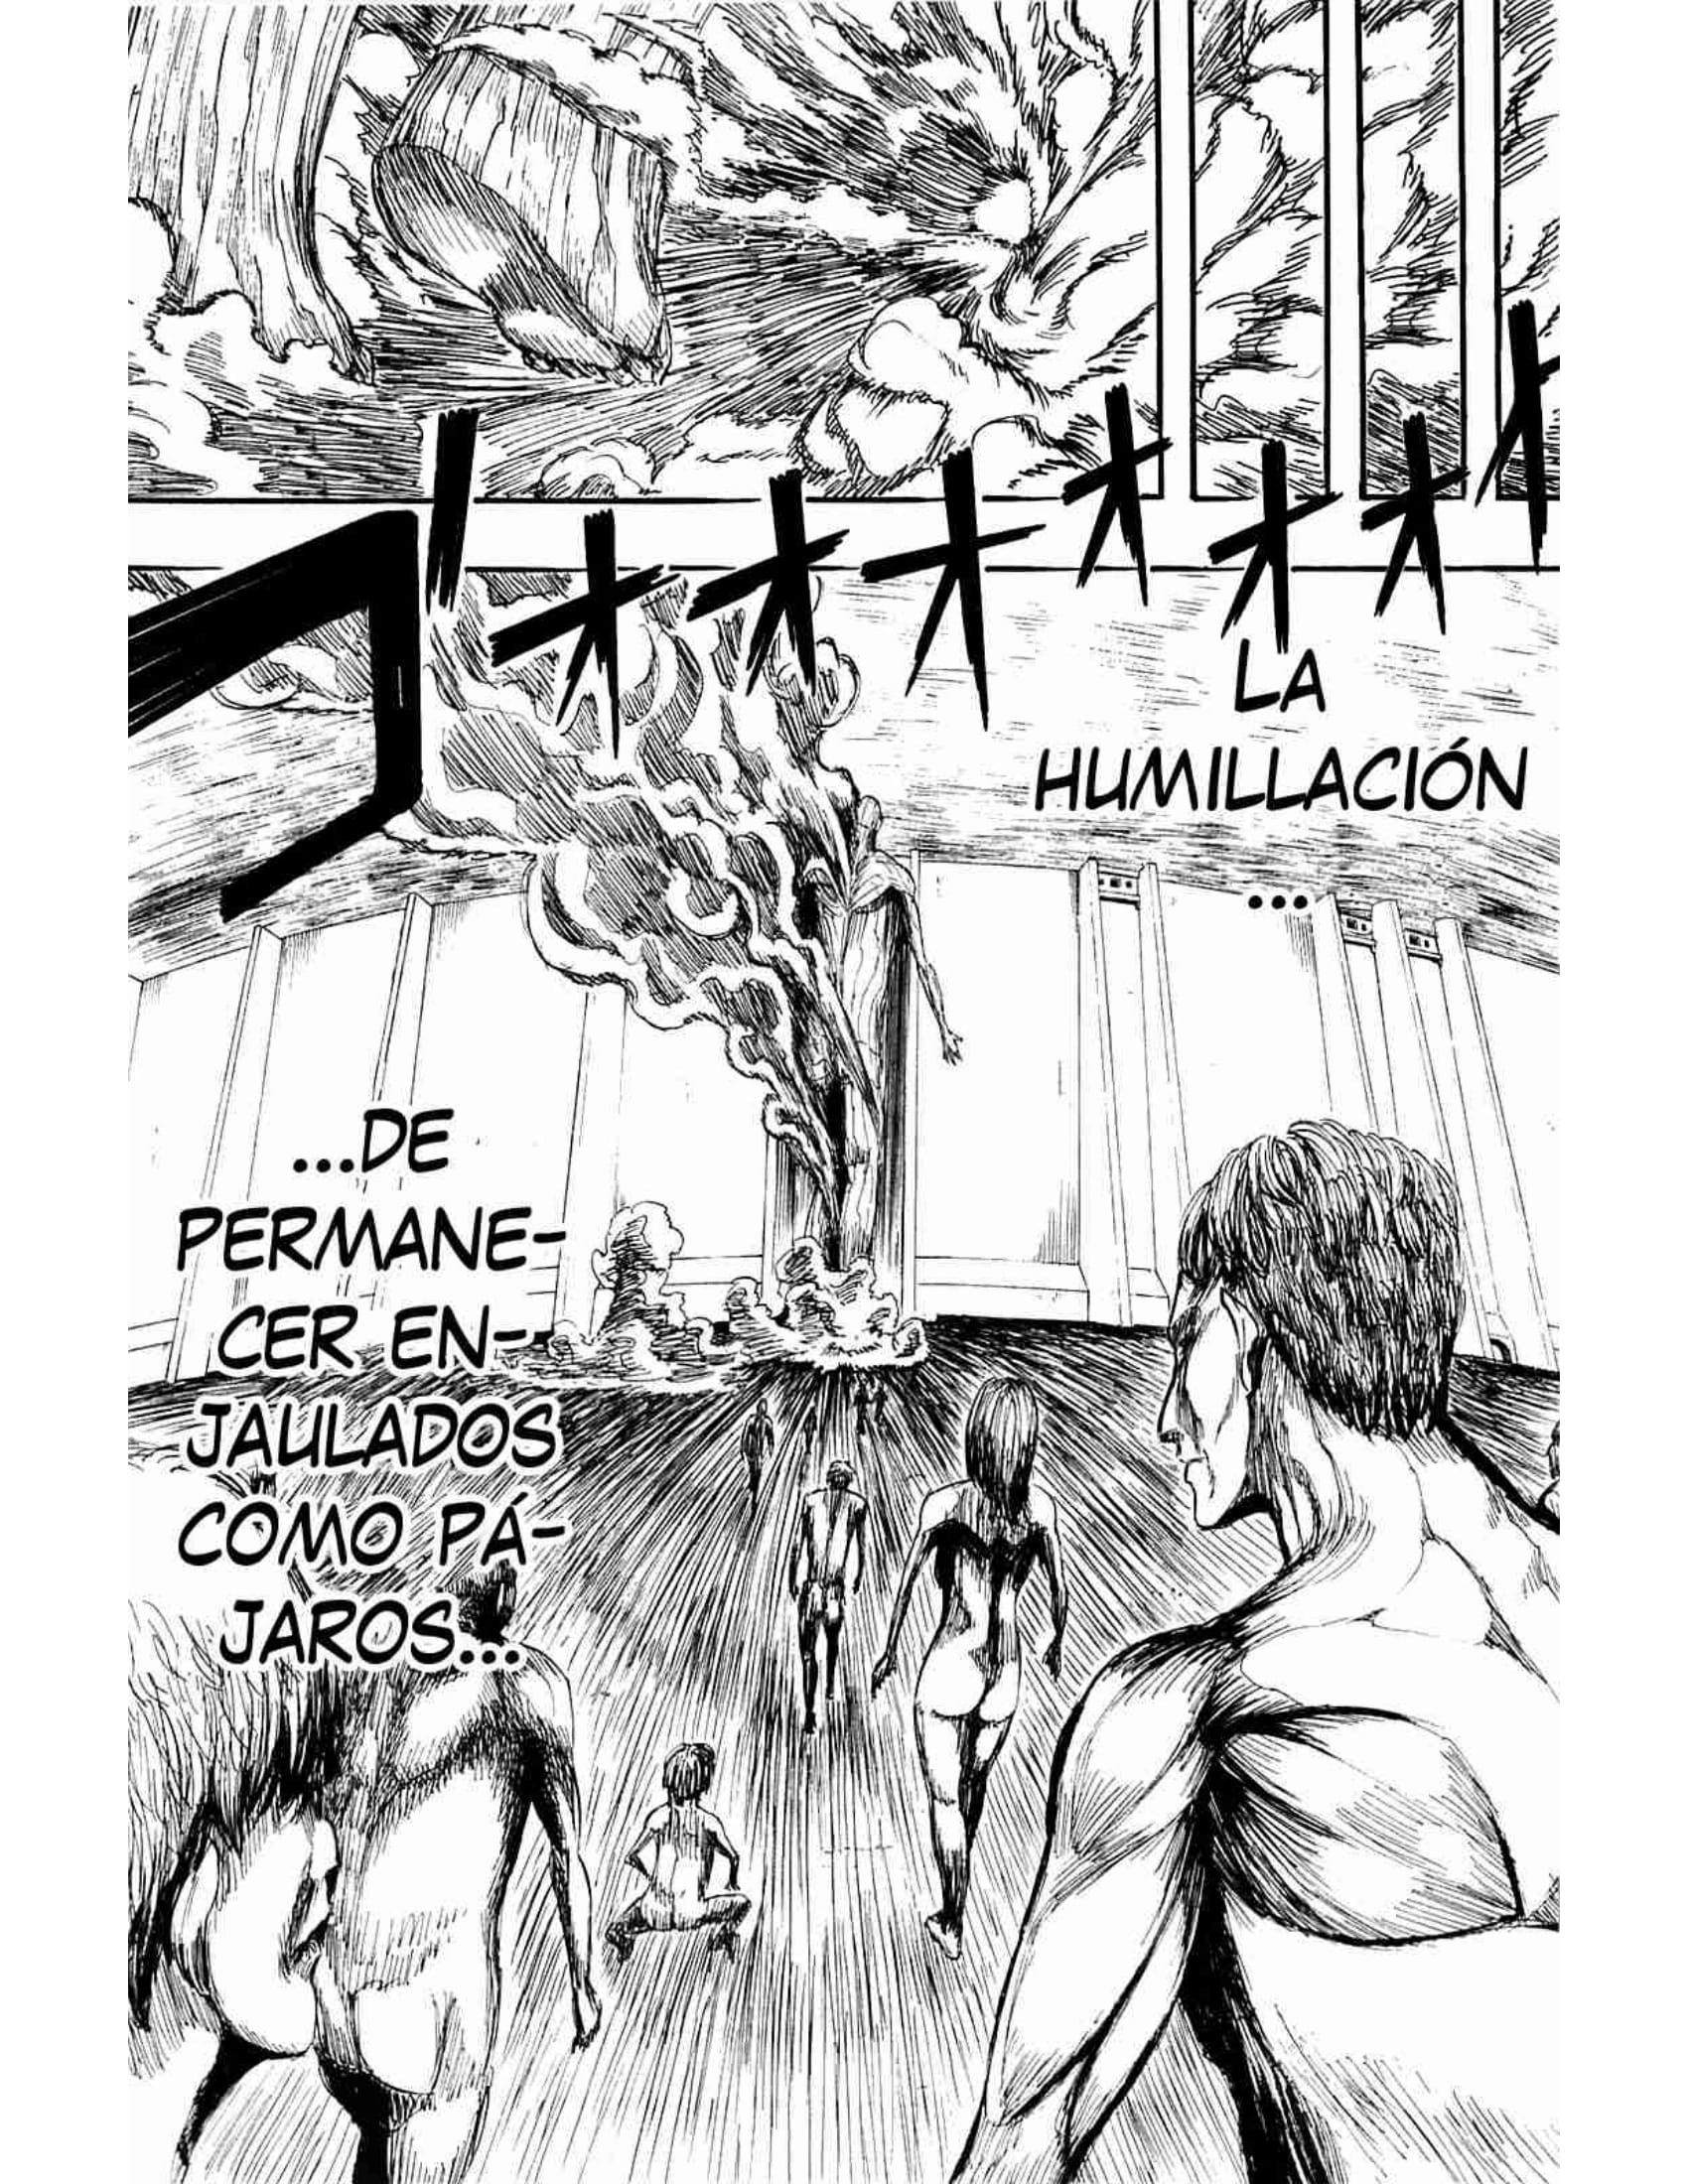 ゴオオオオオオオ
LA
HUMILLACIÓN
...
...DE
PERMANE-
CER EN-
JAULADOS
COMO PÁ-
JAROS...